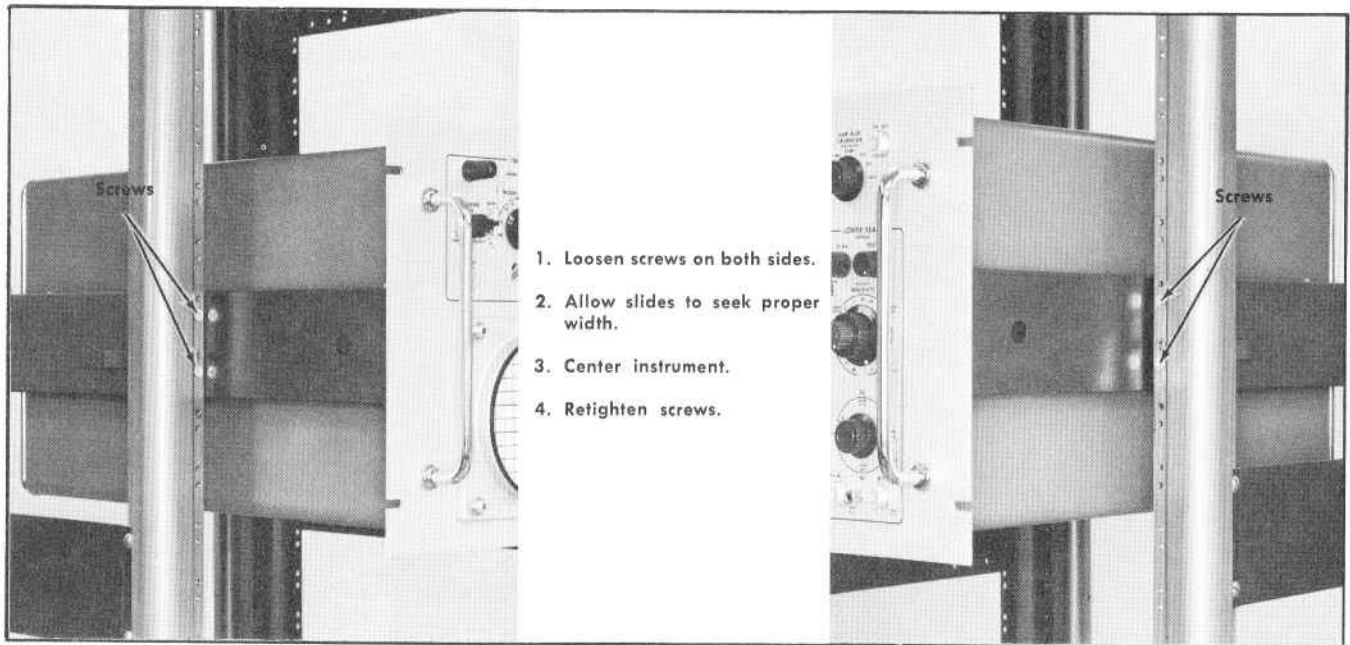 Screws
1. Loosen screws on both sides.
2. Allow slides to seek proper
width.
3. Center instrument.
4. Retighten screws.
Screws